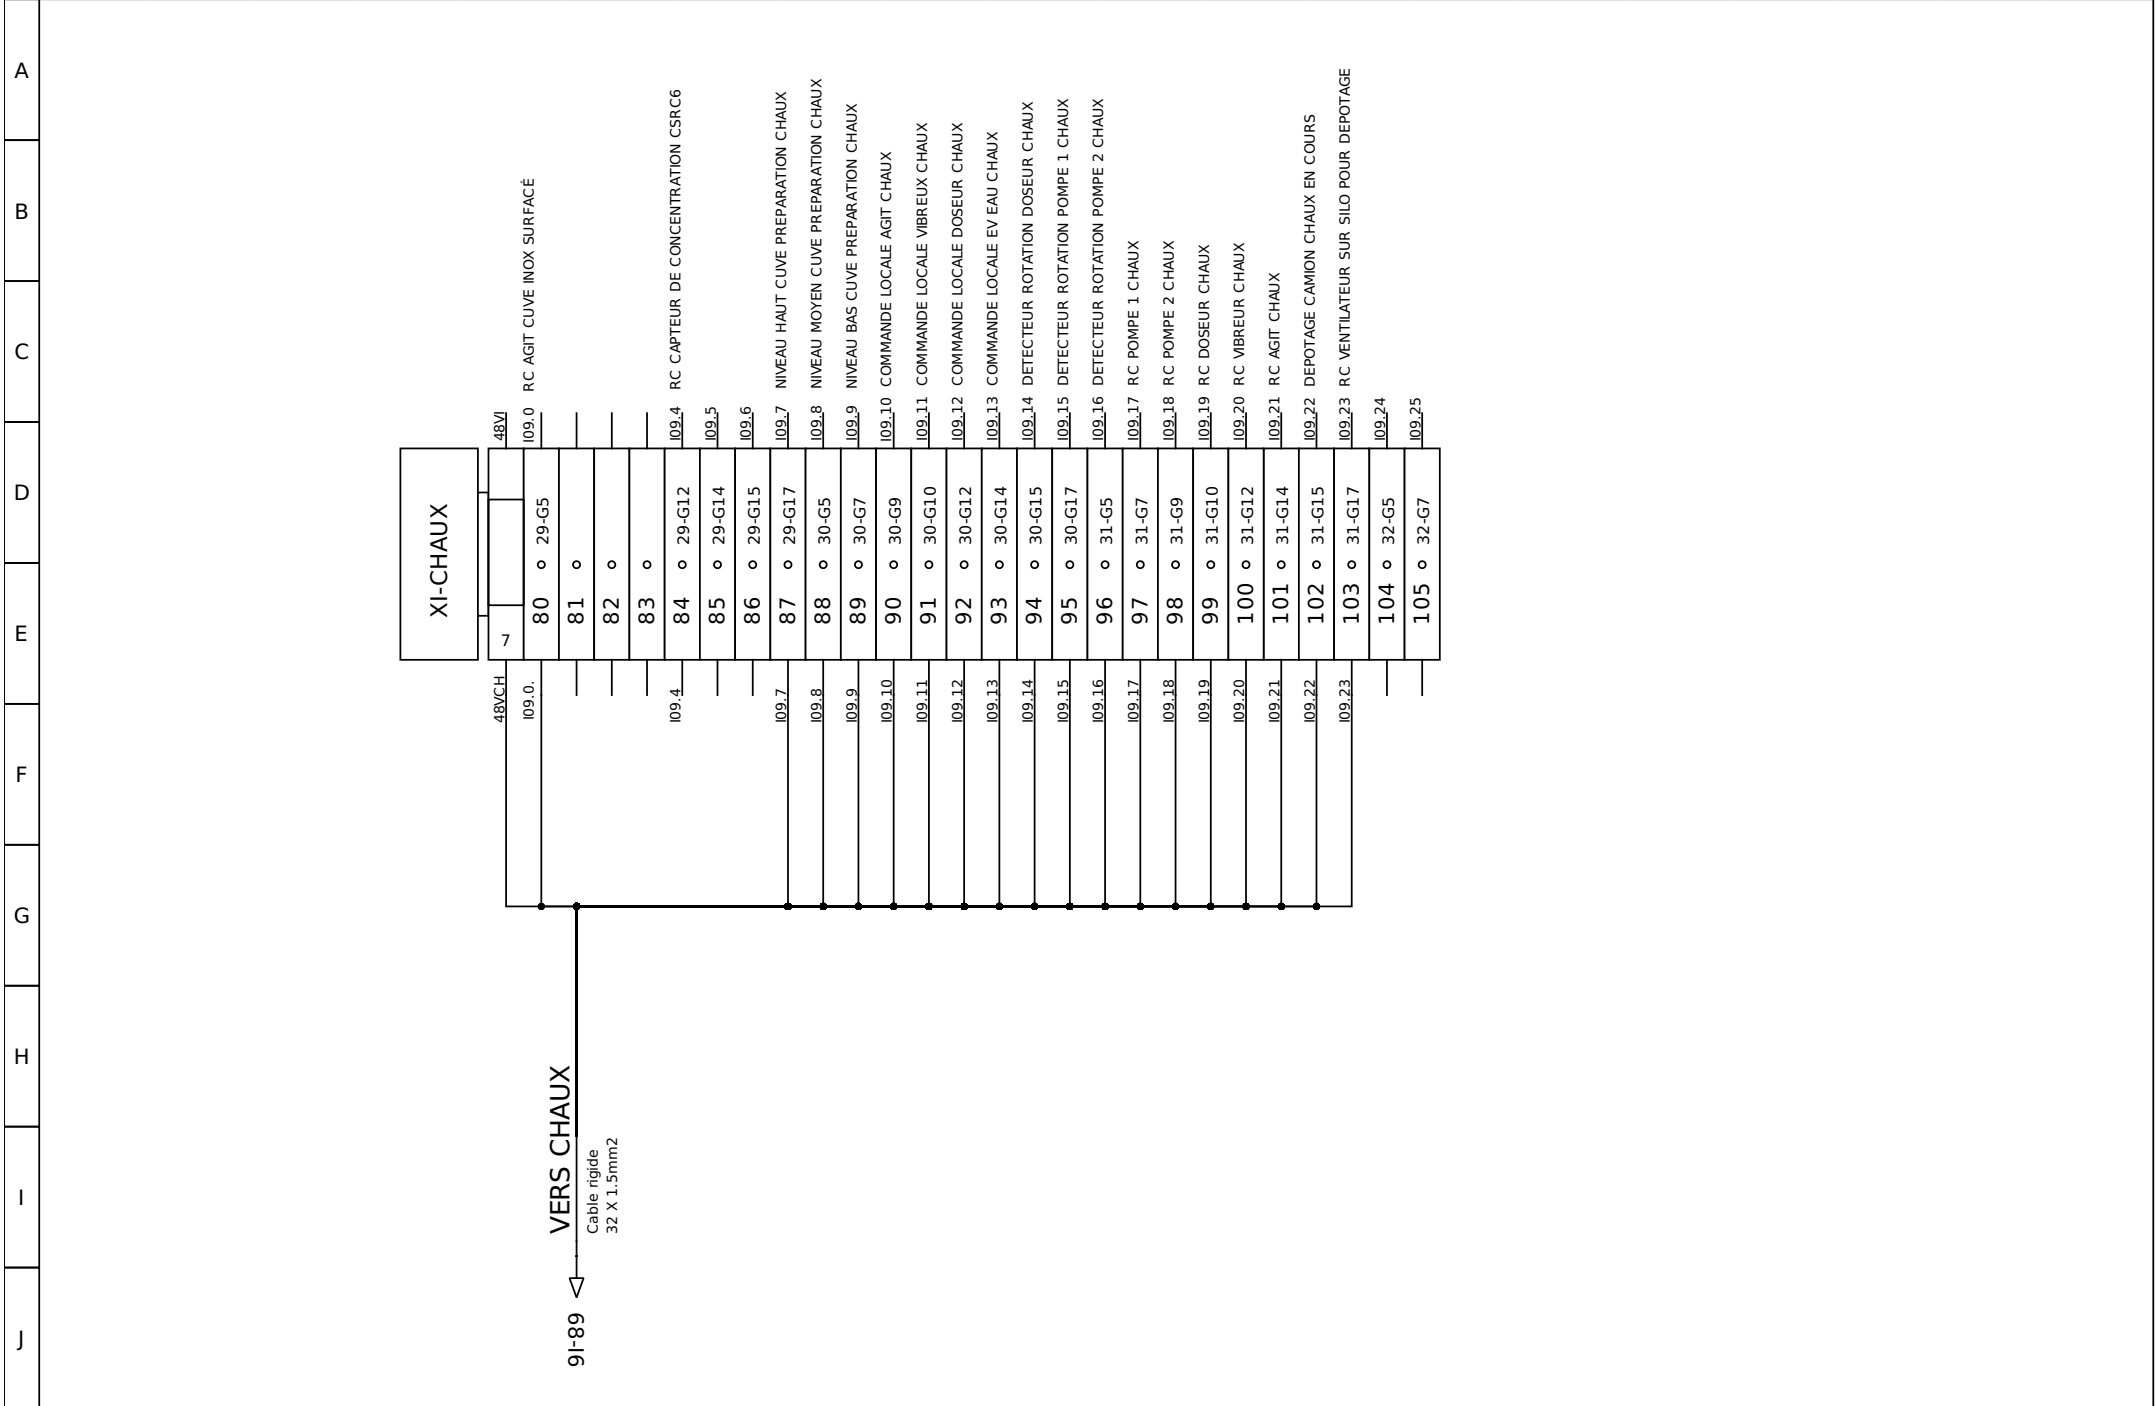 A
B
C
D
E
F
G
H
I
J
XI-CHAUX
7
48VI
48VCH
I09.0 RC AGIT CUVE INOX SURFACÉ
80 29-G5
I09.0.
81
82
83
I09.4 RC CAPTEUR DE CONCENTRATION CSRC6
84 29-G12
I09.4
I09.5
85 29-G14
I09.6
86 29-G15
I09.7 NIVEAU HAUT CUVE PREPARATION CHAUX
87 29-G17
I09.7
I09.8 NIVEAU MOYEN CUVE PREPARATION CHAUX
88 30-G5
I09.8
I09.9 NIVEAU BAS CUVE PREPARATION CHAUX
89 30-G7
I09.9
I09.10 COMMANDE LOCALE AGIT CHAUX
90 30-G9
I09.10
I09.11 COMMANDE LOCALE VIBREUX CHAUX
91 30-G10
I09.11
I09.12 COMMANDE LOCALE DOSEUR CHAUX
92 30-G12
I09.12
I09.13 COMMANDE LOCALE EV EAU CHAUX
93 30-G14
I09.13
I09.14 DETECTEUR ROTATION DOSEUR CHAUX
94 30-G15
I09.14
I09.15 DETECTEUR ROTATION POMPE 1 CHAUX
95 30-G17
I09.15
I09.16 DETECTEUR ROTATION POMPE 2 CHAUX
96 31-G5
I09.16
I09.17 RC POMPE 1 CHAUX
97 31-G7
I09.17
I09.18 RC POMPE 2 CHAUX
98 31-G9
I09.18
I09.19 RC DOSEUR CHAUX
99 31-G10
I09.19
I09.20 RC VIBREUR CHAUX
100 31-G12
I09.20
I09.21 RC AGIT CHAUX
101 31-G14
I09.21
I09.22 DEPOTAGE CAMION CHAUX EN COURS
102 31-G15
I09.22
I09.23 RC VENTILATEUR SUR SILO POUR DEPOTAGE
103 31-G17
I09.23
I09.24
104 32-G5
I09.25
105 32-G7
VERS CHAUX
Cable rigide
32 X 1.5mm2
68-I6